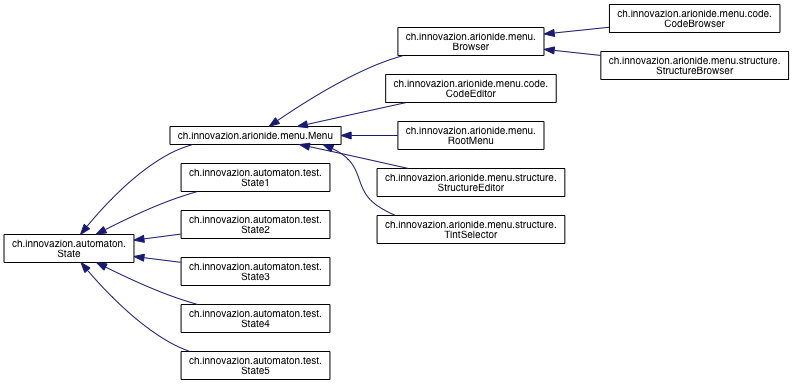 ch.innovazion.arionide.menu.code.
CodeBrowser
ch.innovazion.arionide.menu.
Browser
ch.innovazion.arionide.menu.structure.
StructureBrowser
ch.innovazion.arionide.menu.code.
CodeEditor
ch.innovazion.arionide.menu.Menu
ch.innovazion.arionide.menu.
RootMenu
ch.innovazion.automaton.test.
State1
ch.innovazion.arionide.menu.structure.
StructureEditor
ch.innovazion.automaton.test.
State2
ch.innovazion.arionide.menu.structure.
TintSelector
ch.innovazion.automaton.
State
ch.innovazion.automaton.test.
State3
ch.innovazion.automaton.test.
State4
ch.innovazion.automaton.test.
State5